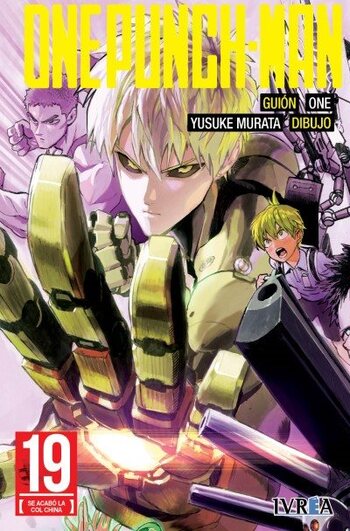 ONE PUNCH-MAN
GUIÓN ONE
YUSUKE MURATA DIBUJO
19
SE ACABÓ LA
COL CHINA
IVREA